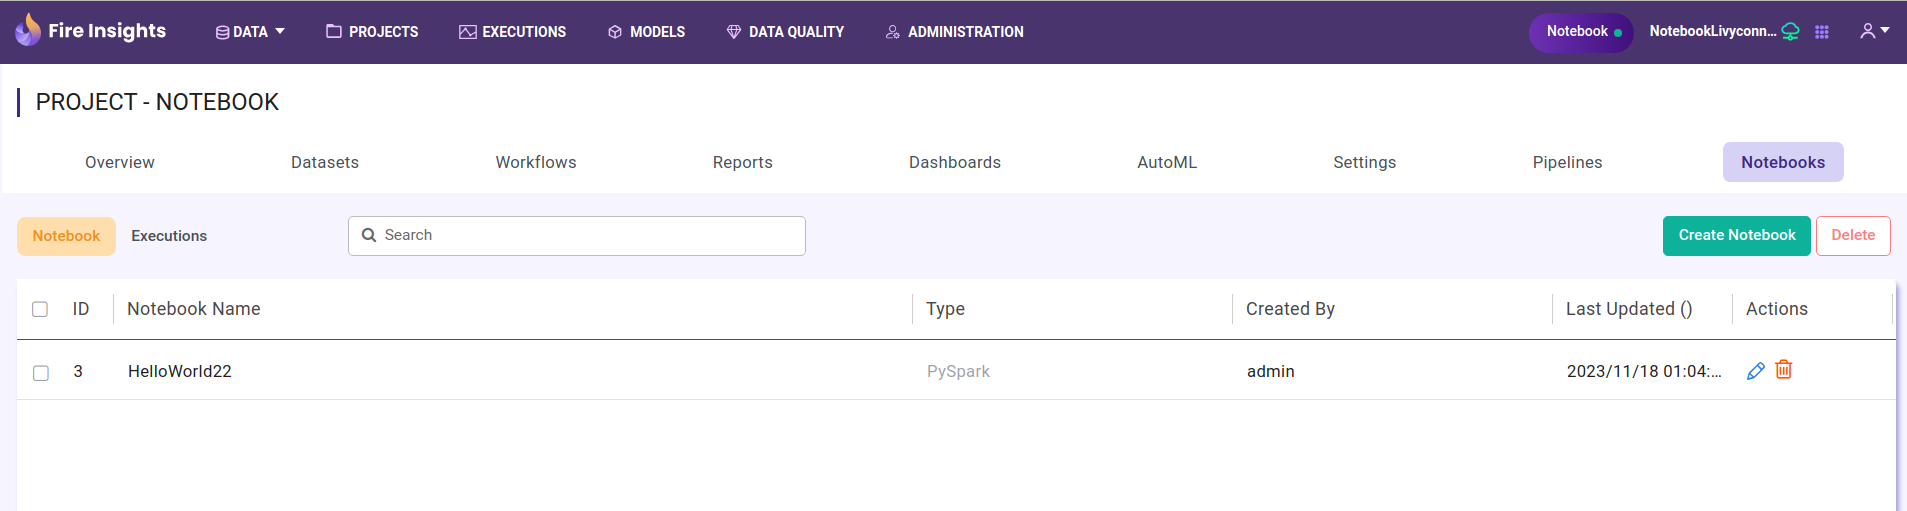 Fire Insights DATA PROJECTS EXECUTIONS MODELS DATA QUALITY ADMINISTRATION Notebook NotebookLivyconn...
PROJECT - NOTEBOOK
Overview Datasets Workflows Reports Dashboards AutoML Settings Pipelines Notebooks
Notebook Executions Search Create Notebook Delete
ID Notebook Name Type Created By Last Updated () Actions
3 HelloWorld22 PySpark admin 2023/11/18 01:04:...